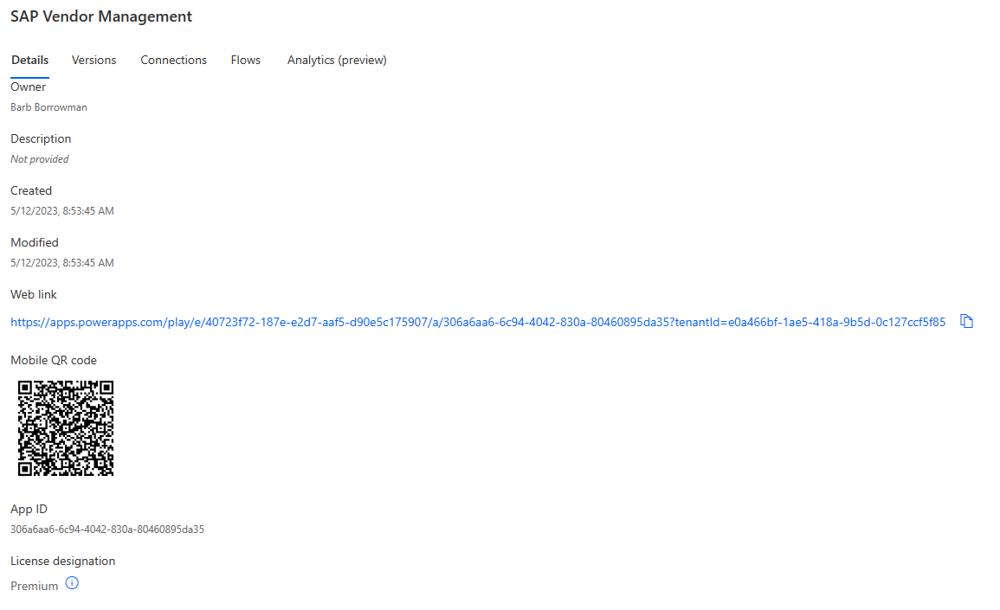 SAP Vendor Management
Details Versions Connections Flows Analytics (preview)
Owner
Barb Borrowman
Description
Not provided
Created
5/12/2023, 8:53:45 AM
Modified
5/12/2023, 8:53:45 AM
Web link
https://apps.powerapps.com/play/e/40723f72-187e-e2d7-aaf5-d90e5c175907/a/306a6aa6-6c94-4042-830a-80460895da35?tenantId=e0a466bf-1ae5-418a-9b5d-0c127ccf5f85
Mobile QR code
App ID
306a6aa6-6c94-4042-830a-80460895da35
License designation
Premium